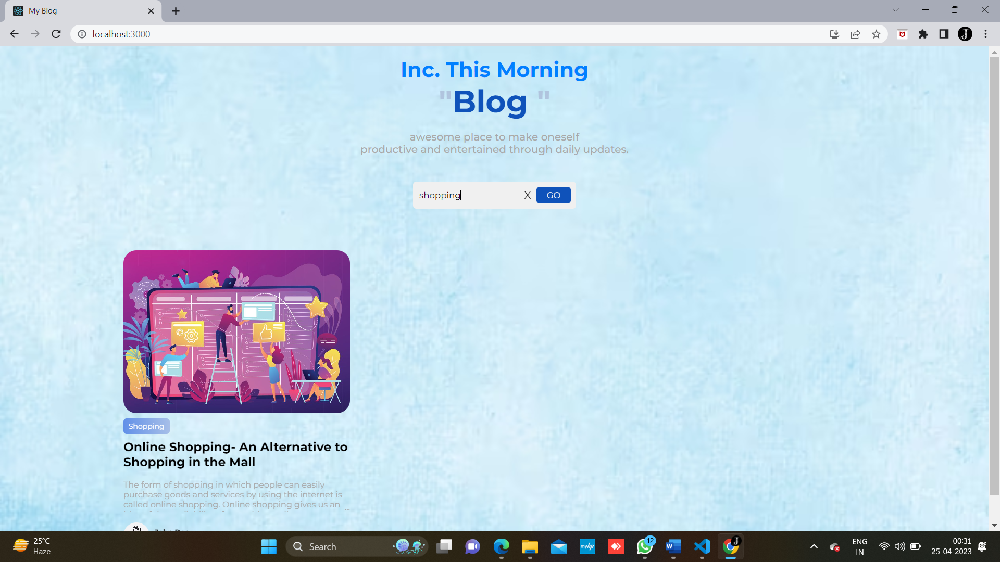 My Blog
localhost:3000
Inc. This Morning
"Blog "
awesome place to make oneself
productive and entertained through daily updates.
shopping X GO
Shopping
Online Shopping- An Alternative to
Shopping in the Mall
The form of shopping in which people can easily
purchase goods and services by using the internet is
called online shopping. Online shopping gives us an
...
25°C
Haze
Search
myhp
12
W
J
ENG
IN
00:31
25-04-2023